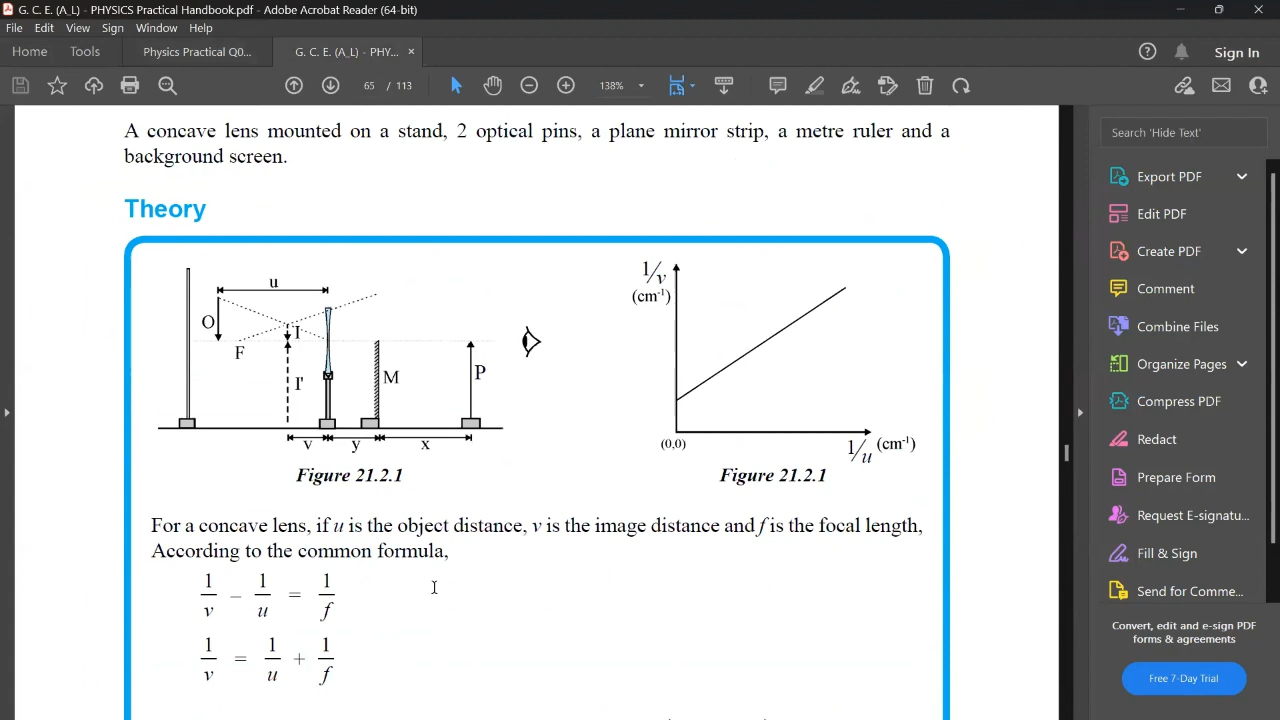 G. C. E. (A_L) - PHYSICS Practical Handbook.pdf - Adobe Acrobat Reader (64-bit)
File Edit View Sign Window Help
Home Tools Physics Practical Q0... G. C. E. (A_L) - PHY... × Sign In
65 / 113 138%
A concave lens mounted on a stand, 2 optical pins, a plane mirror strip, a metre ruler and a
background screen.
Theory
u
O
F
I
I'
M
P
v y x
Figure 21.2.1
1/v
(cm⁻¹)
(0,0)
1/u (cm⁻¹)
Figure 21.2.1
For a concave lens, if u is the object distance, v is the image distance and f is the focal length,
According to the common formula,
1/v – 1/u = 1/f
1/v = 1/u + 1/f
Search 'Hide Text'
Export PDF
Edit PDF
Create PDF
Comment
Combine Files
Organize Pages
Compress PDF
Redact
Prepare Form
Request E-signatu...
Fill & Sign
Send for Comme...
Convert, edit and e-sign PDF
forms & agreements
Free 7-Day Trial